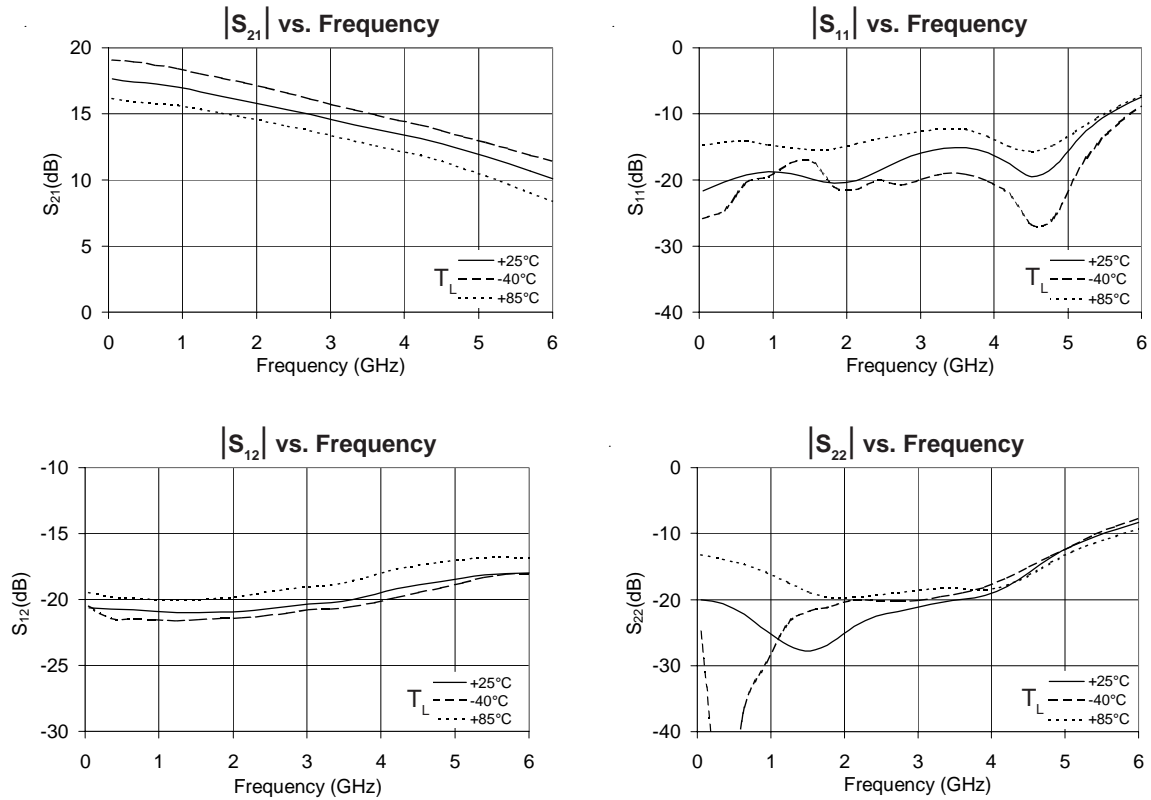 |S21| vs. Frequency
20
15
10
5
0
S21(dB)
TL
+25°C
-40°C
+85°C
0 1 2 3 4 5 6
Frequency (GHz)
|S11| vs. Frequency
0
-10
-20
-30
-40
S11(dB)
TL
+25°C
-40°C
+85°C
0 1 2 3 4 5 6
Frequency (GHz)
|S12| vs. Frequency
-10
-15
-20
-25
-30
S12(dB)
TL
+25°C
-40°C
+85°C
0 1 2 3 4 5 6
Frequency (GHz)
|S22| vs. Frequency
0
-10
-20
-30
-40
S22(dB)
TL
+25°C
-40°C
+85°C
0 1 2 3 4 5 6
Frequency (GHz)